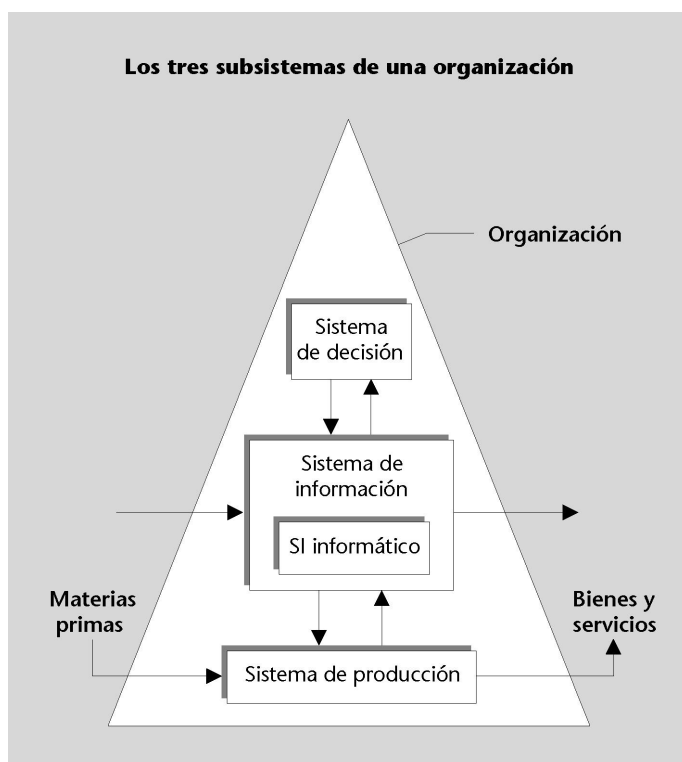 Los tres subsistemas de una organización
Organización
Sistema
de decisión
Sistema de
información
SI informático
Materias
primas
Bienes y
servicios
Sistema de producción